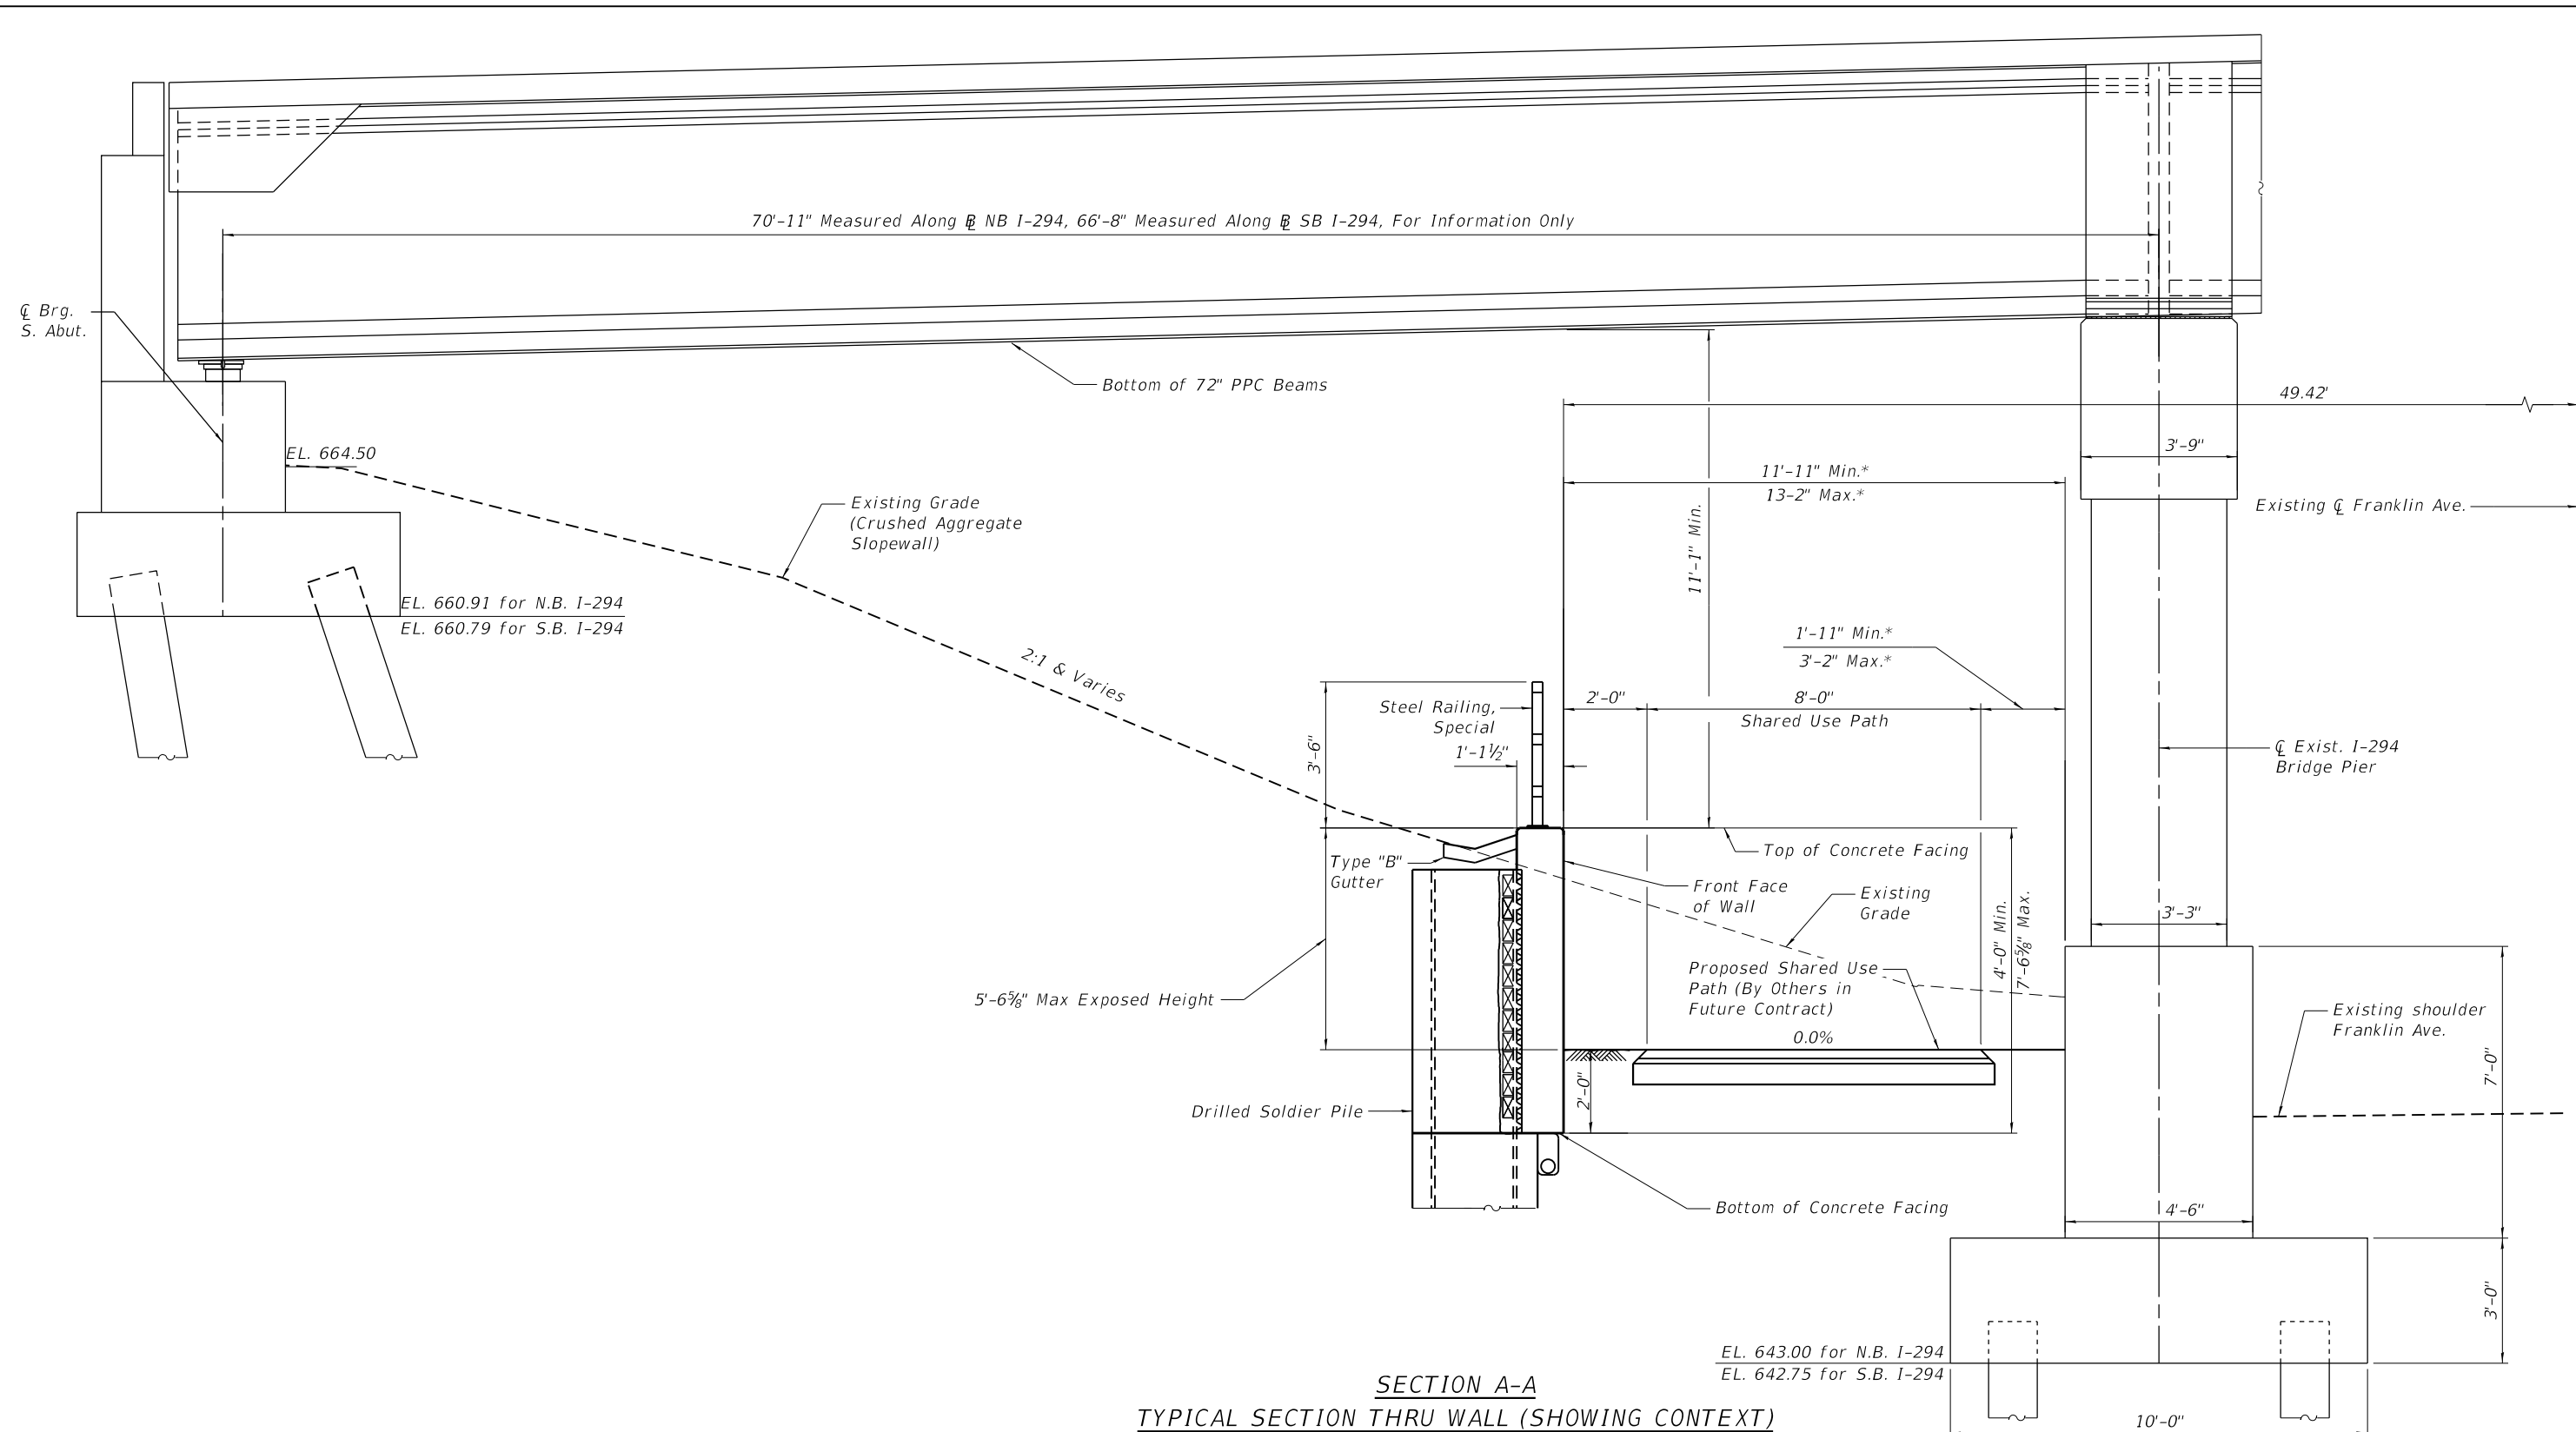 70'-11" Measured Along ℄ NB I-294, 66'-8" Measured Along ℄ SB I-294, For Information Only
℄ Brg.
S. Abut.
Bottom of 72" PPC Beams
49.42'
EL. 664.50
3'-9"
11'-11" Min.*
13-2" Max.*
Existing Grade
(Crushed Aggregate
Slopewall)
Existing ℄ Franklin Ave.
11'-1" Min.
EL. 660.91 for N.B. I-294
EL. 660.79 for S.B. I-294
1'-11" Min.*
3'-2" Max.*
2:1 & Varies
Steel Railing,
Special
2'-0"
8'-0"
Shared Use Path
3'-6"
1'-1½"
℄ Exist. I-294
Bridge Pier
Type "B"
Gutter
Top of Concrete Facing
Front Face
of Wall
Existing
Grade
3'-3"
4'-0" Min.
7'-6⅝" Max.
Proposed Shared Use
Path (By Others in
Future Contract)
5'-6⅝" Max Exposed Height
0.0%
Existing shoulder
Franklin Ave.
7'-0"
2'-0"
Drilled Soldier Pile
Bottom of Concrete Facing
4'-6"
3'-0"
EL. 643.00 for N.B. I-294
EL. 642.75 for S.B. I-294
SECTION A-A
TYPICAL SECTION THRU WALL (SHOWING CONTEXT)
10'-0"